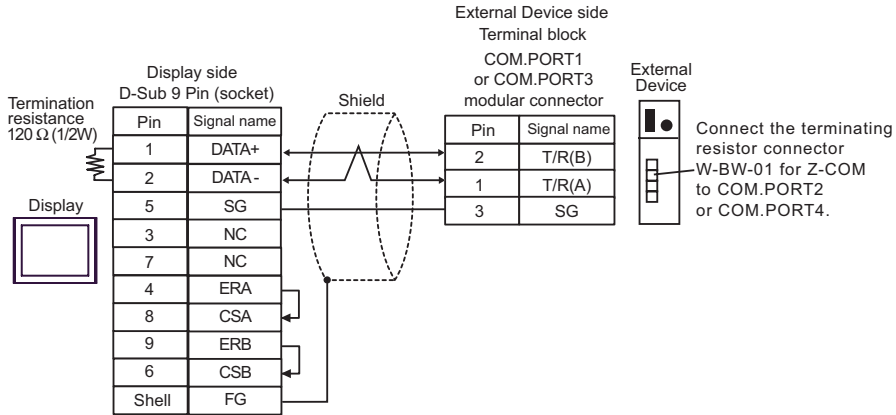 External Device side
Terminal block
COM.PORT1
or COM.PORT3
modular connector
Display side
D-Sub 9 Pin (socket)
Shield
External
Device
Termination
resistance
120 Ω (1/2W)
Pin Signal name
1 DATA+
2 DATA-
5 SG
3 NC
7 NC
4 ERA
8 CSA
9 ERB
6 CSB
Shell FG
Display
Pin Signal name
2 T/R(B)
1 T/R(A)
3 SG
Connect the terminating
resistor connector
W-BW-01 for Z-COM
to COM.PORT2
or COM.PORT4.